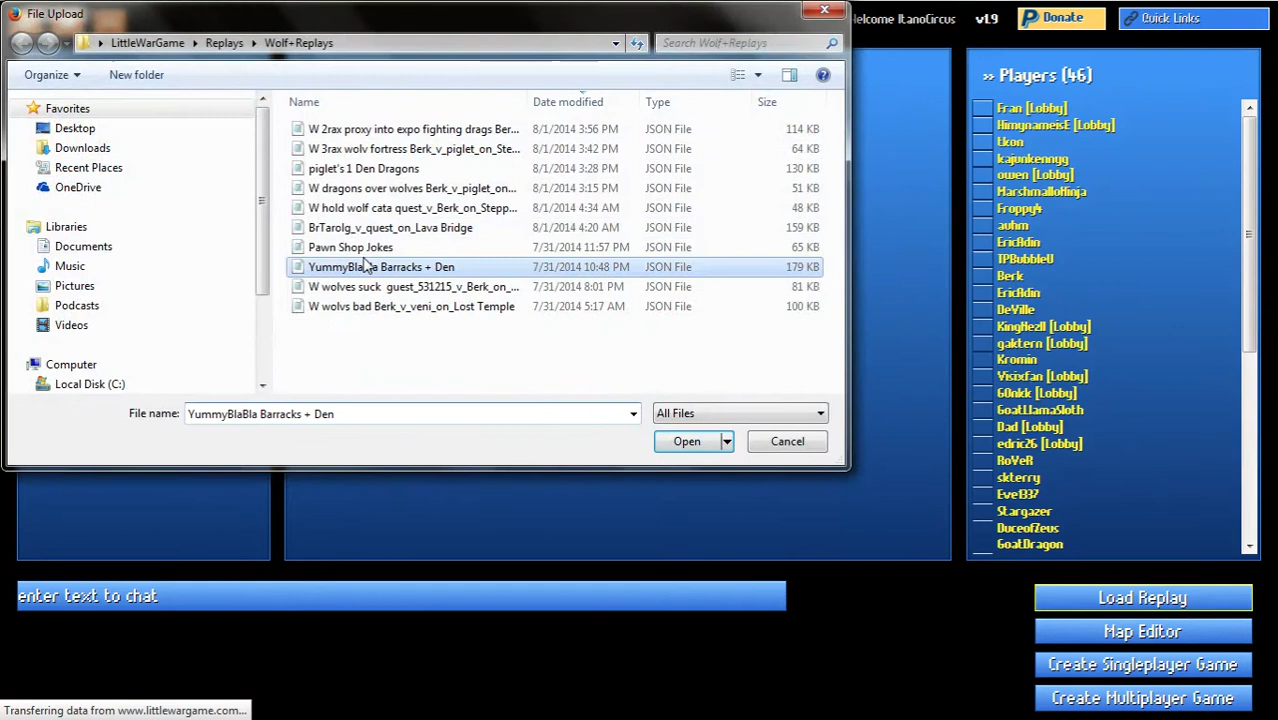 File Upload
Welcome ItanoCircus v1.9
Donate
Quick Links
LittleWarGame Replays Wolf+Replays
Search Wolf+Replays
Organize New folder
Name Date modified Type Size
Favorites
Desktop
Downloads
Recent Places
OneDrive
Libraries
Documents
Music
Pictures
Podcasts
Videos
Computer
Local Disk (C:)
W 2rax proxy into expo fighting drags Ber... 8/1/2014 3:56 PM JSON File 114 KB
W 3rax wolv fortress Berk_v_piglet_on_Ste... 8/1/2014 3:42 PM JSON File 64 KB
piglet's 1 Den Dragons 8/1/2014 3:28 PM JSON File 130 KB
W dragons over wolves Berk_v_piglet_on... 8/1/2014 3:15 PM JSON File 51 KB
W hold wolf cata quest_v_Berk_on_Stepp... 8/1/2014 4:34 AM JSON File 48 KB
BrTarolg_v_quest_on_Lava Bridge 8/1/2014 4:20 AM JSON File 159 KB
Pawn Shop Jokes 7/31/2014 11:57 PM JSON File 65 KB
YummyBlaBla Barracks + Den 7/31/2014 10:48 PM JSON File 179 KB
W wolves suck guest_531215_v_Berk_on_... 7/31/2014 8:01 PM JSON File 81 KB
W wolvs bad Berk_v_veni_on_Lost Temple 7/31/2014 5:17 AM JSON File 100 KB
File name: YummyBlaBla Barracks + Den
All Files
Open
Cancel
>> Players (46)
Fran [Lobby]
HimynameisE [Lobby]
tkon
kajunkennyg
owen [Lobby]
MarshmalloNinja
Froppy4
auhm
EricAdin
TPBubbleU
Berk
EricAdin
DeVille
KingNezII [Lobby]
gaktern [Lobby]
Kromin
Visixfan [Lobby]
G0nkk [Lobby]
GoatLlamaSloth
Dad [Lobby]
edric26 [Lobby]
RoVeR
skterry
Eve1337
Stargazer
DuceofZeus
GoatDragon
enter text to chat
Load Replay
Map Editor
Create Singleplayer Game
Create Multiplayer Game
Transferring data from www.littlewargame.com...